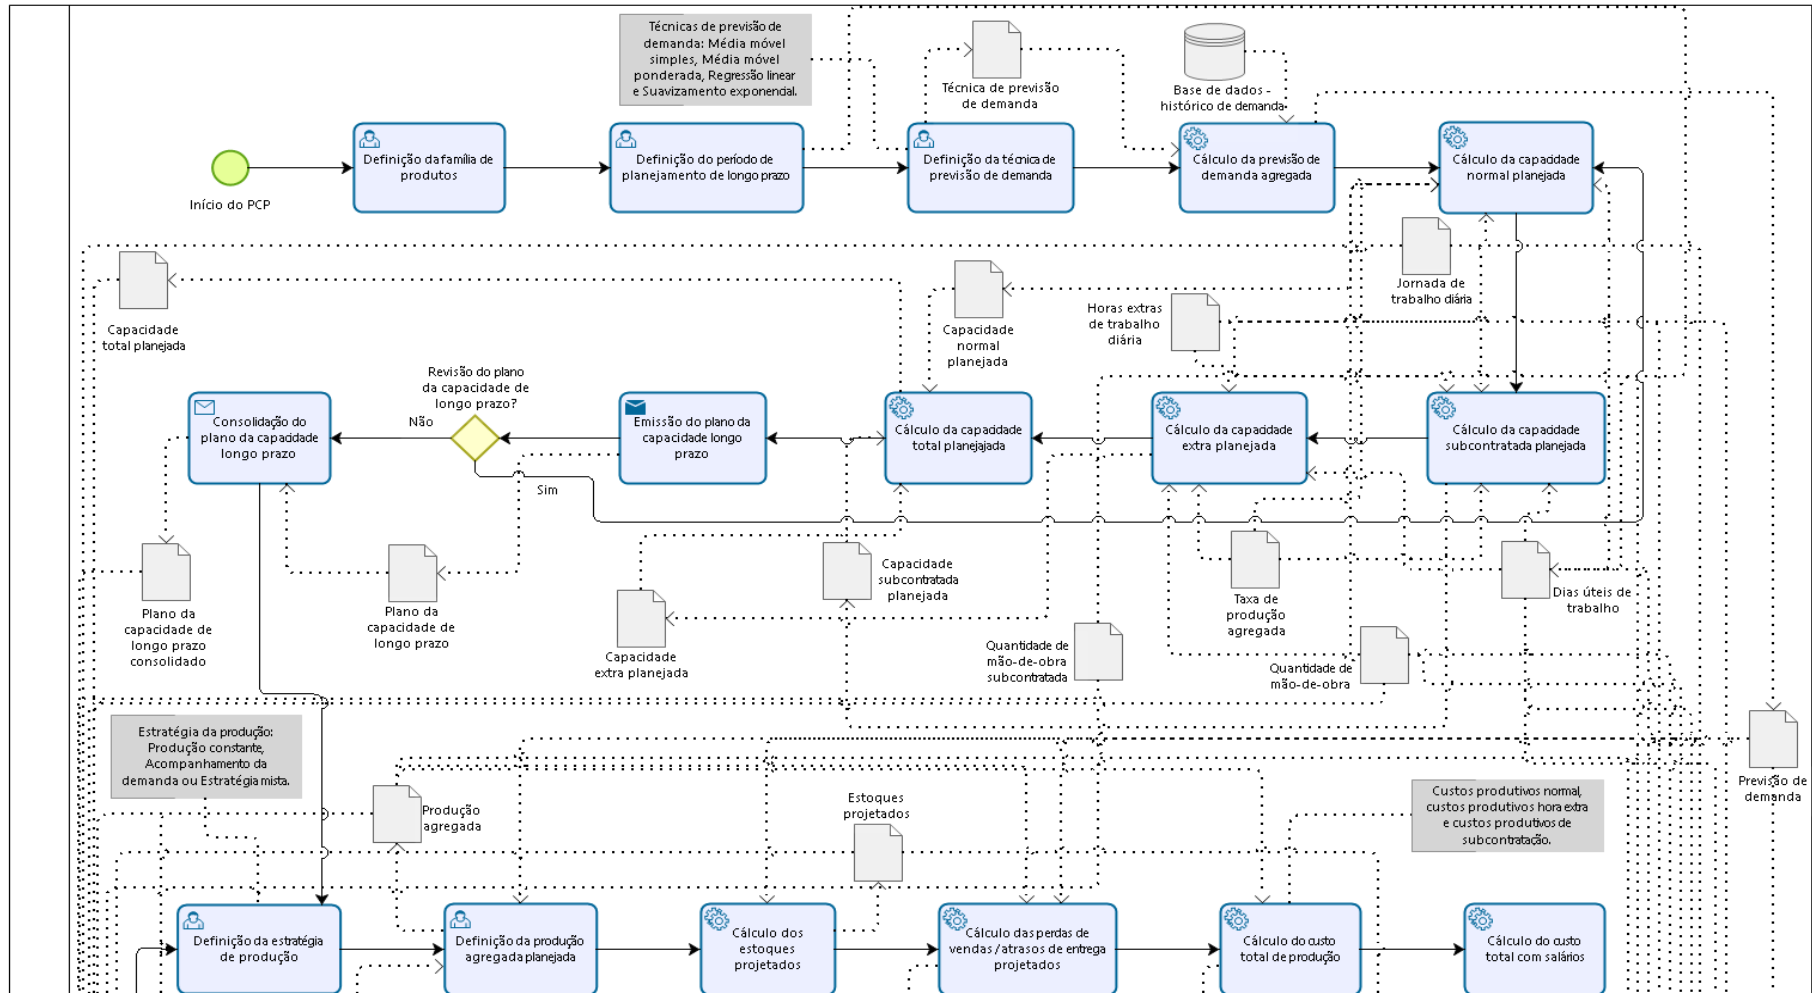 Técnicas de previsão de
demanda: Média móvel
simples, Média móvel
ponderada, Regressão linear
e Suavizamento exponencial.
Técnica de previsão
de demanda
Base de dados -
histórico de demanda
Início do PCP
Definição da família de
produtos
Definição do período de
planejamento de longo prazo
Definição da técnica de
previsão de demanda
Cálculo da previsão de
demanda agregada
Cálculo da capacidade
normal planejada
Capacidade
total planejada
Capacidade
normal
planejada
Horas extras
de trabalho
diária
Jornada de
trabalho diária
Revisão do plano
da capacidade de
longo prazo?
Não
Sim
Consolidação do
plano da capacidade
longo prazo
Emissão do plano da
capacidade longo
prazo
Cálculo da capacidade
total planejajada
Cálculo da capacidade
extra planejada
Cálculo da capacidade
subcontratada planejada
Plano da
capacidade de
longo prazo
consolidado
Plano da
capacidade de
longo prazo
Capacidade
extra planejada
Capacidade
subcontratada
planejada
Quantidade de
mão-de-obra
subcontratada
Taxa de
produção
agregada
Quantidade de
mão-de-obra
Dias úteis de
trabalho
Previsão de
demanda
Estratégia da produção:
Produção constante,
Acompanhamento da
demanda ou Estratégia mista.
Produção
agregada
Estoques
projetados
Custos produtivos normal,
custos produtivos hora extra
e custos produtivos de
subcontratação.
Definição da estratégia
de produção
Definição da produção
agregada planejada
Cálculo dos
estoques
projetados
Cálculo das perdas de
vendas / atrasos de entrega
projetados
Cálculo do custo
total de produção
Cálculo do custo
total com salários